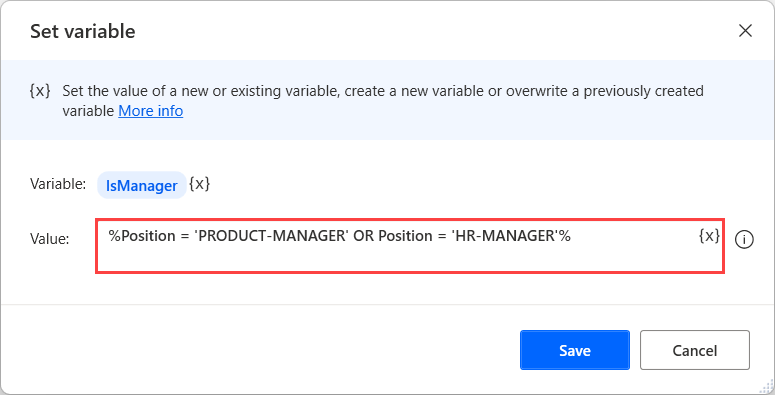 Set variable
{x} Set the value of a new or existing variable, create a new variable or overwrite a previously created
variable More info
Variable: IsManager {x}
Value: %Position = 'PRODUCT-MANAGER' OR Position = 'HR-MANAGER'% {x}
Save Cancel